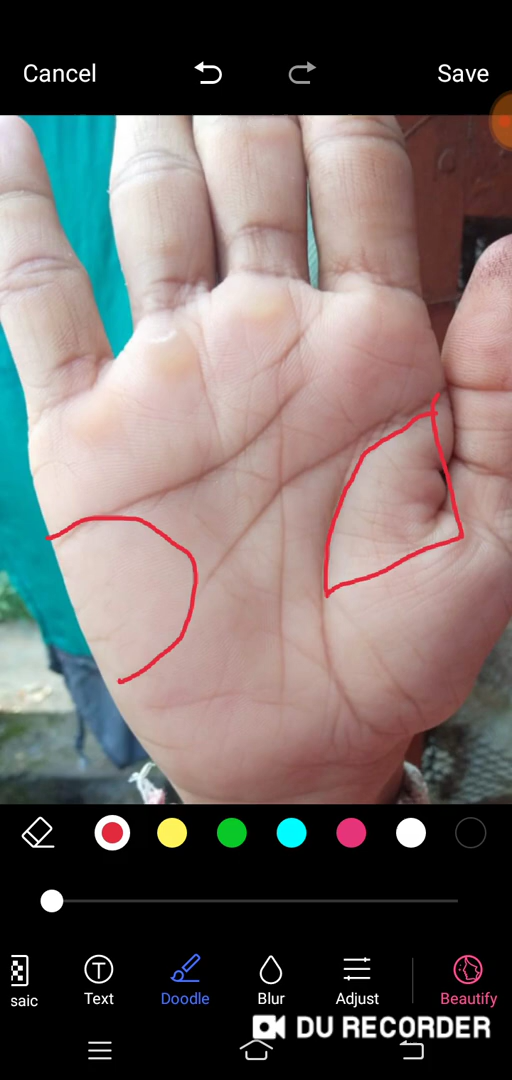 Cancel
Save
saic
Text
Doodle
Blur
Adjust
Beautify
DU RECORDER